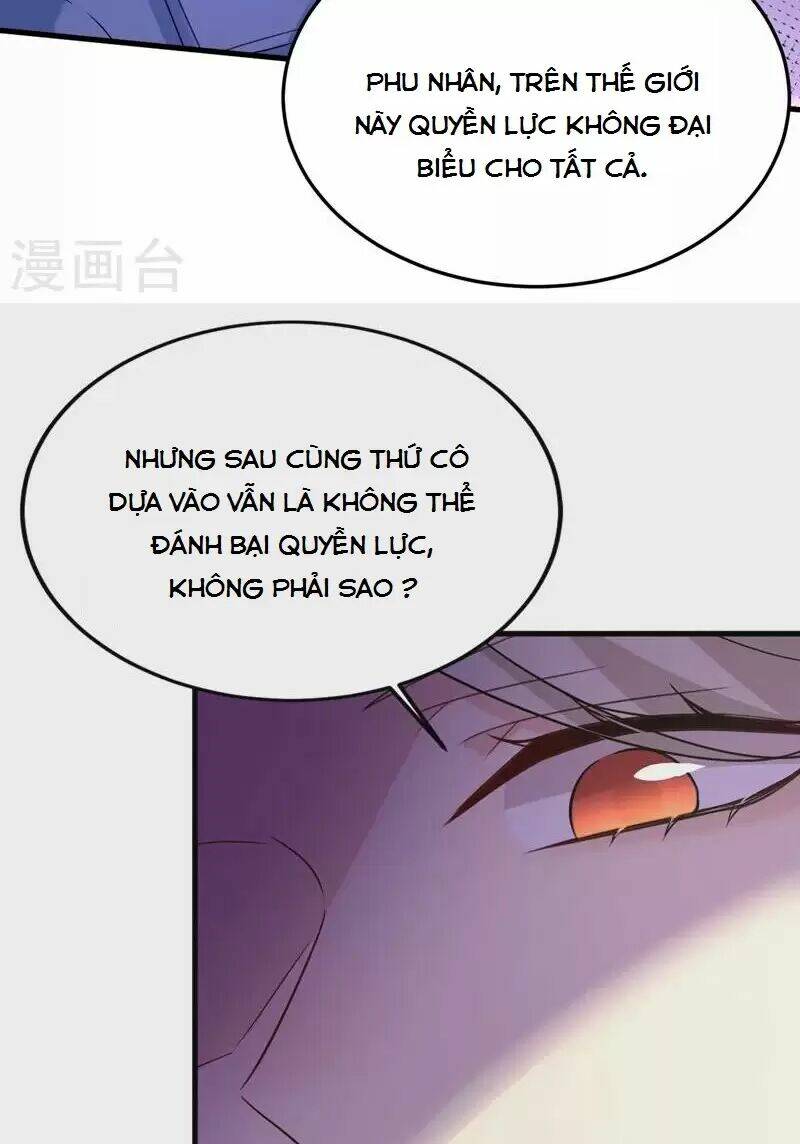 PHU NHÂN, TRÊN THẾ GIỚI
NÀY QUYỀN LỰC KHÔNG ĐẠI
BIỂU CHO TẤT CẢ.
漫画台
NHƯNG SAU CÙNG THỨ CÔ
DỰA VÀO VẪN LÀ KHÔNG THỂ
ĐÁNH BẠI QUYỀN LỰC,
KHÔNG PHẢI SAO ?